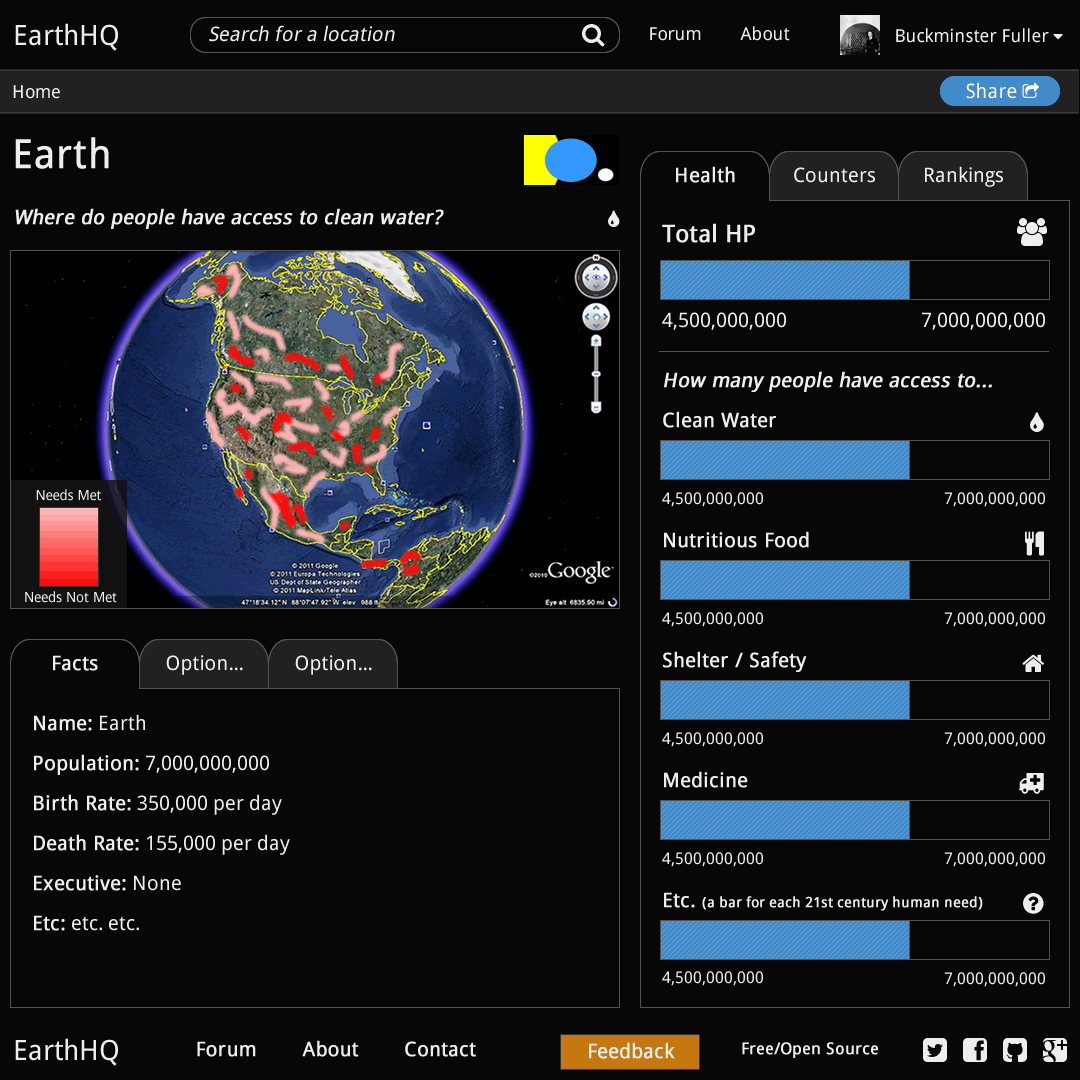 EarthHQ
Search for a location
Forum
About
Buckminster Fuller
Home
Share
Earth
Where do people have access to clean water?
N
Needs Met
Needs Not Met
© 2011 Google
© 2011 Europa Technologies
US Dept of State Geographer
© 2011 MapLink/Tele Atlas
47°18'34.12" N 88°07'47.92" W elev 988 ft
©2010 Google
Eye alt 6835.90 mi
Facts
Option...
Option...
Name: Earth
Population: 7,000,000,000
Birth Rate: 350,000 per day
Death Rate: 155,000 per day
Executive: None
Etc: etc. etc.
Health
Counters
Rankings
Total HP
4,500,000,000 7,000,000,000
How many people have access to...
Clean Water
4,500,000,000 7,000,000,000
Nutritious Food
4,500,000,000 7,000,000,000
Shelter / Safety
4,500,000,000 7,000,000,000
Medicine
4,500,000,000 7,000,000,000
Etc. (a bar for each 21st century human need)
4,500,000,000 7,000,000,000
EarthHQ
Forum
About
Contact
Feedback
Free/Open Source